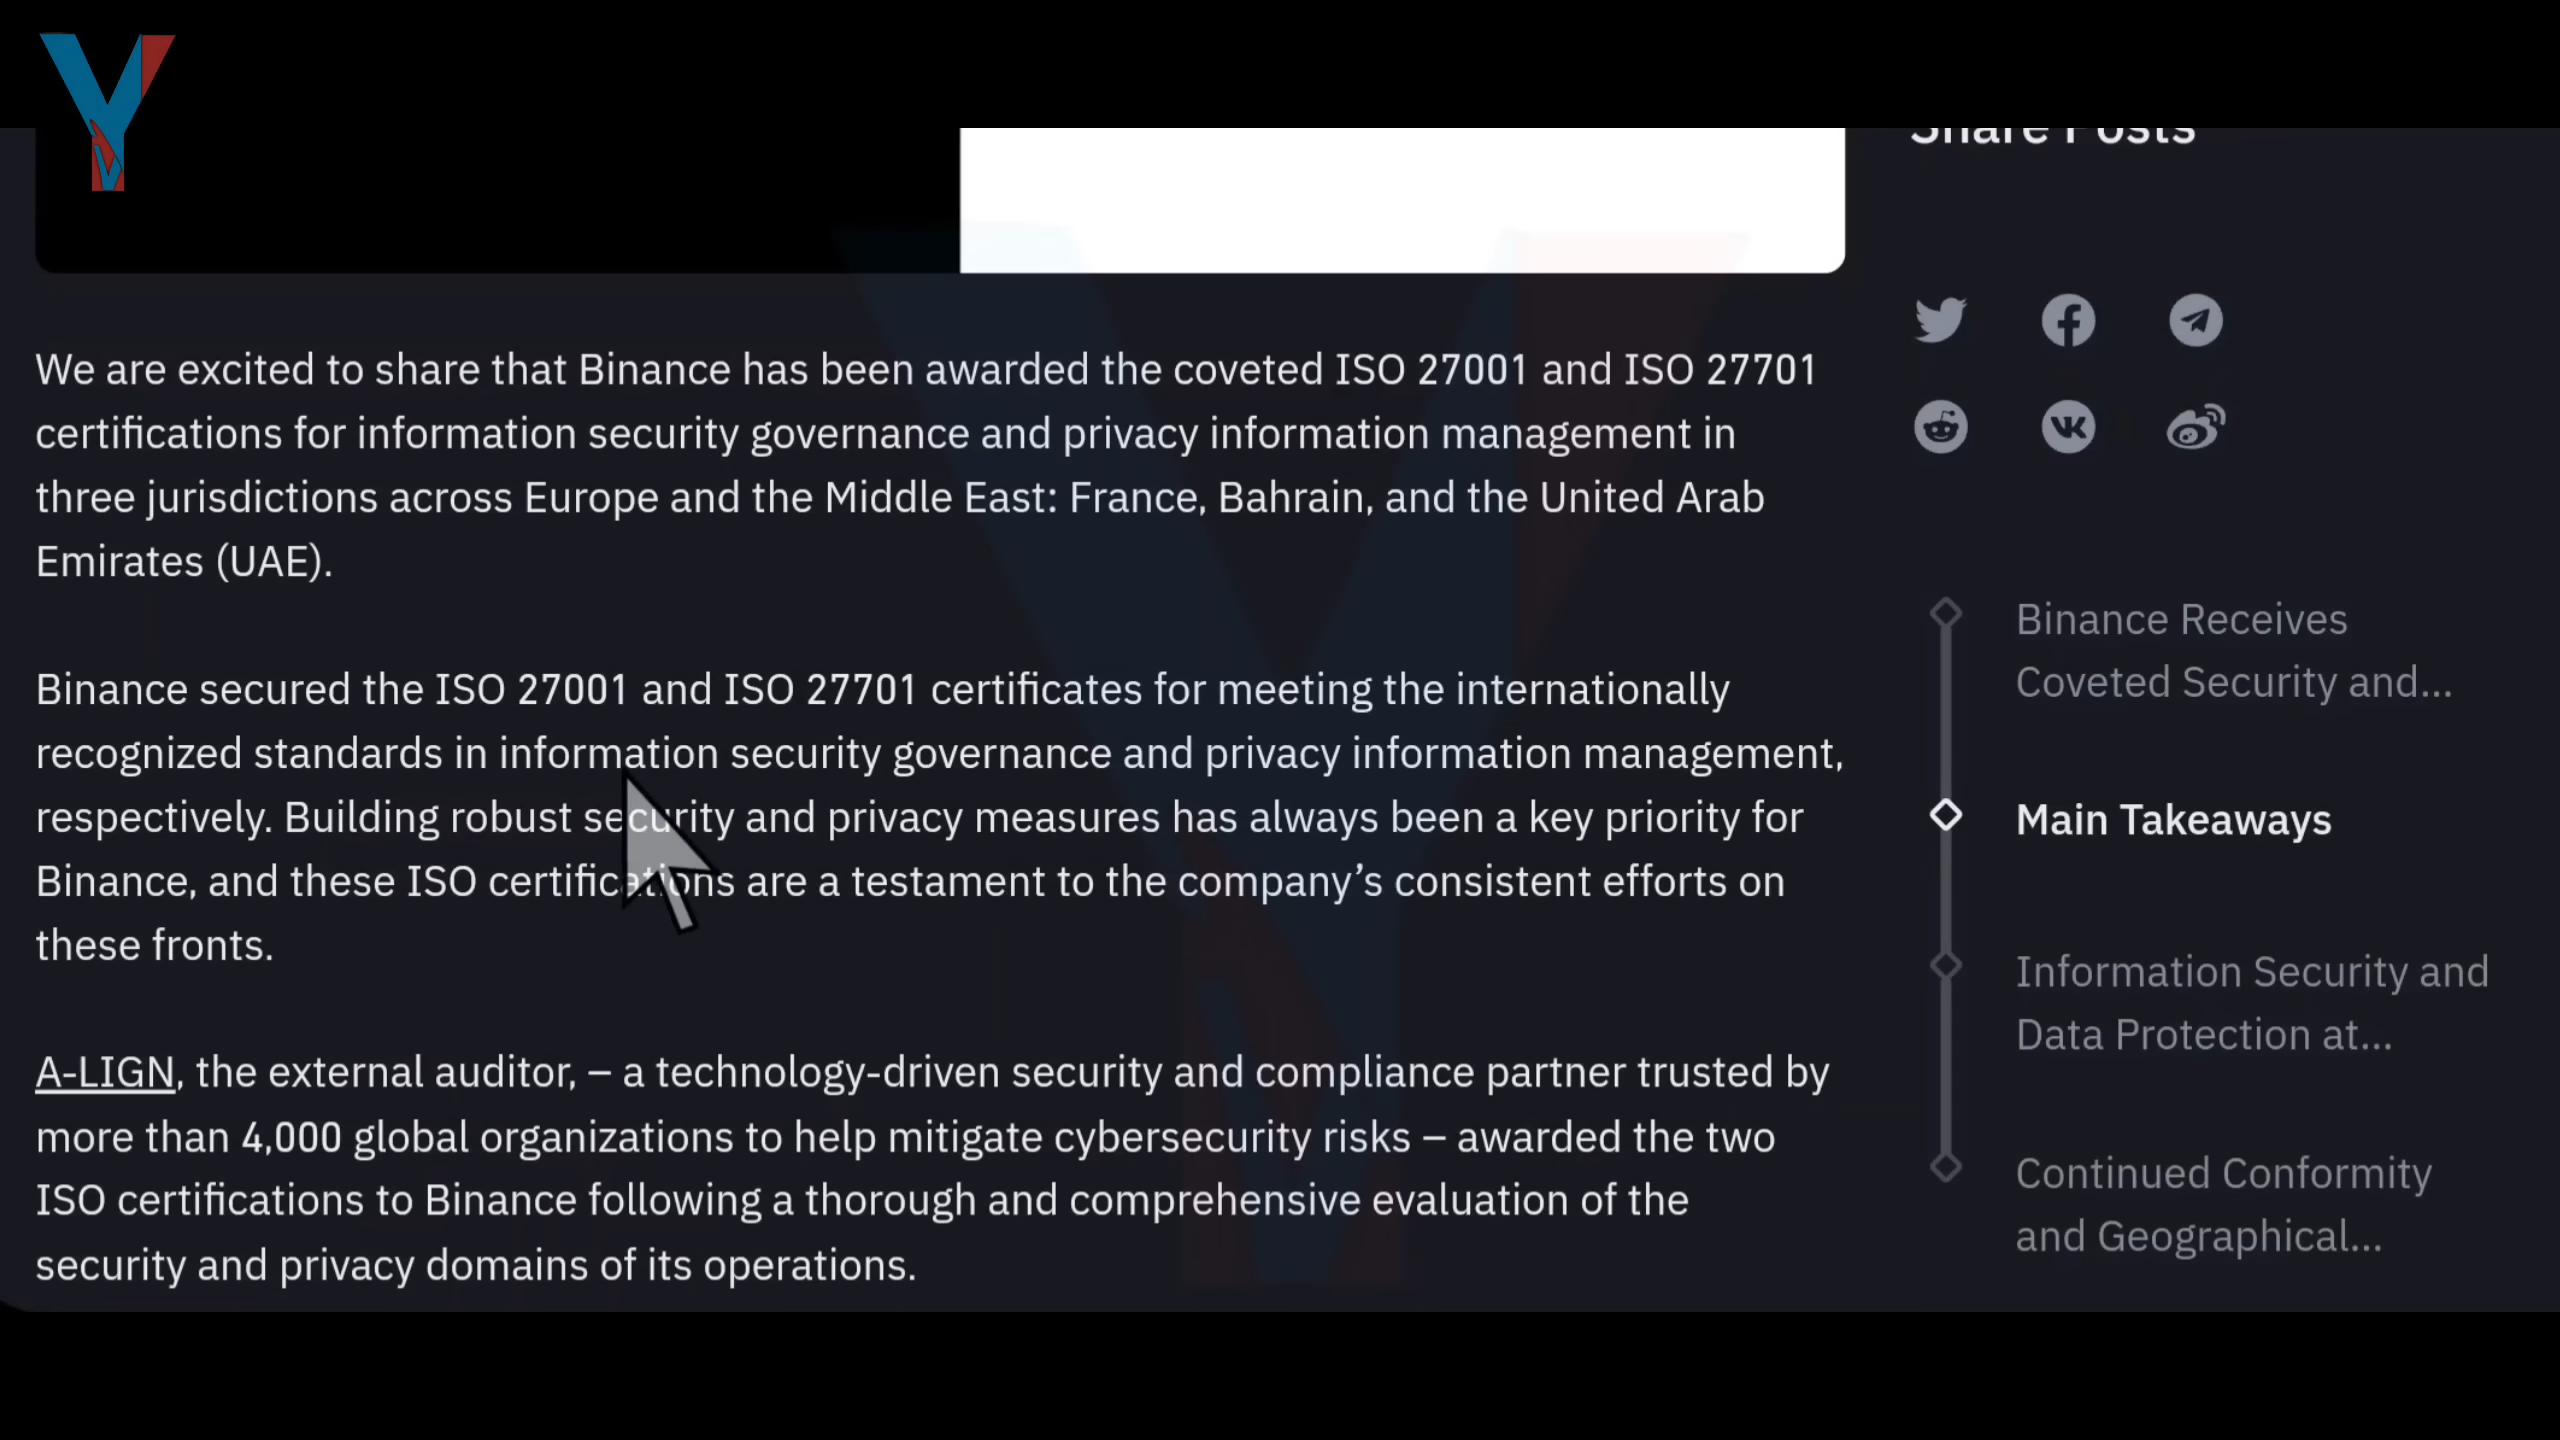 Share Posts
We are excited to share that Binance has been awarded the coveted ISO 27001 and ISO 27701
certifications for information security governance and privacy information management in
three jurisdictions across Europe and the Middle East: France, Bahrain, and the United Arab
Emirates (UAE).
Binance secured the ISO 27001 and ISO 27701 certificates for meeting the internationally
recognized standards in information security governance and privacy information management,
respectively. Building robust security and privacy measures has always been a key priority for
Binance, and these ISO certifications are a testament to the company’s consistent efforts on
these fronts.
A-LIGN, the external auditor, – a technology-driven security and compliance partner trusted by
more than 4,000 global organizations to help mitigate cybersecurity risks – awarded the two
ISO certifications to Binance following a thorough and comprehensive evaluation of the
security and privacy domains of its operations.
Binance Receives
Coveted Security and...
Main Takeaways
Information Security and
Data Protection at...
Continued Conformity
and Geographical...